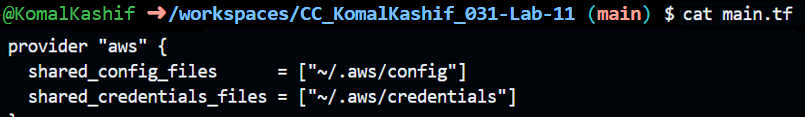 @KomalKashif ➜/workspaces/CC_KomalKashif_031-Lab-11 (main) $ cat main.tf
provider "aws" {
  shared_config_files      = ["~/.aws/config"]
  shared_credentials_files = ["~/.aws/credentials"]
}